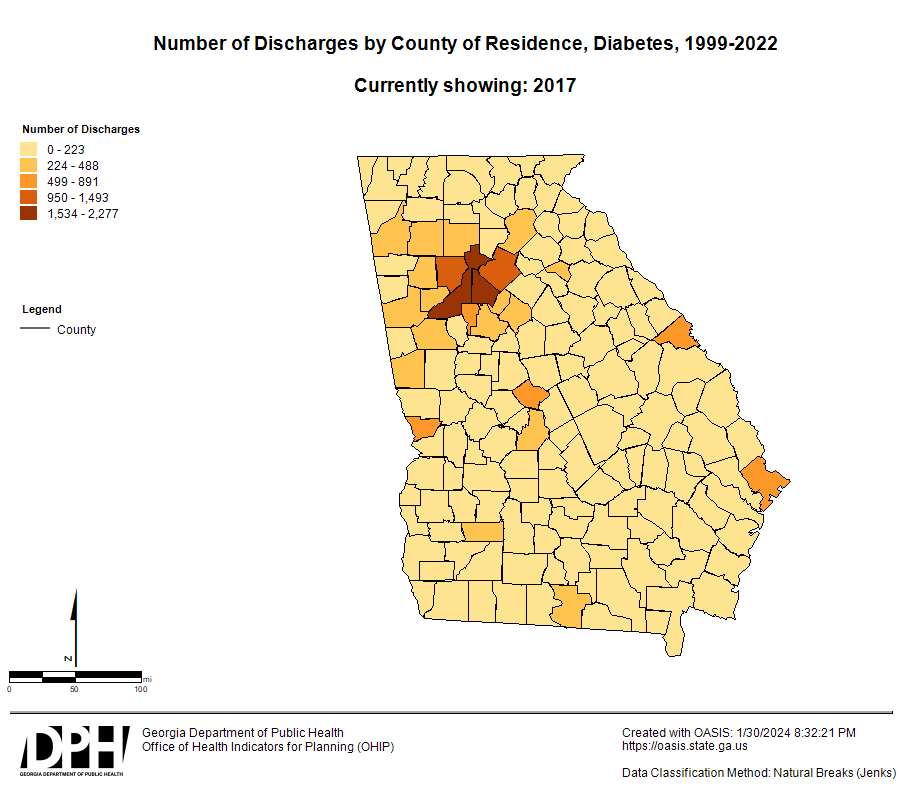 Number of Discharges by County of Residence, Diabetes, 1999-2022
Currently showing: 2017
Number of Discharges
0 - 223
224 - 488
499 - 891
950 - 1,493
1,534 - 2,277
Legend
County
N
mi
0 50 100
DPH
GEORGIA DEPARTMENT OF PUBLIC HEALTH
Georgia Department of Public Health
Office of Health Indicators for Planning (OHIP)
Created with OASIS: 1/30/2024 8:32:21 PM
https://oasis.state.ga.us
Data Classification Method: Natural Breaks (Jenks)